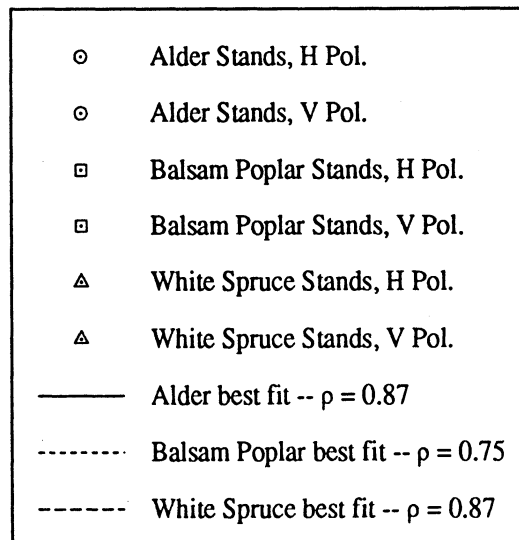 Alder Stands, H Pol.
Alder Stands, V Pol.
Balsam Poplar Stands, H Pol.
Balsam Poplar Stands, V Pol.
White Spruce Stands, H Pol.
White Spruce Stands, V Pol.
Alder best fit -- ρ = 0.87
Balsam Poplar best fit -- ρ = 0.75
White Spruce best fit -- ρ = 0.87